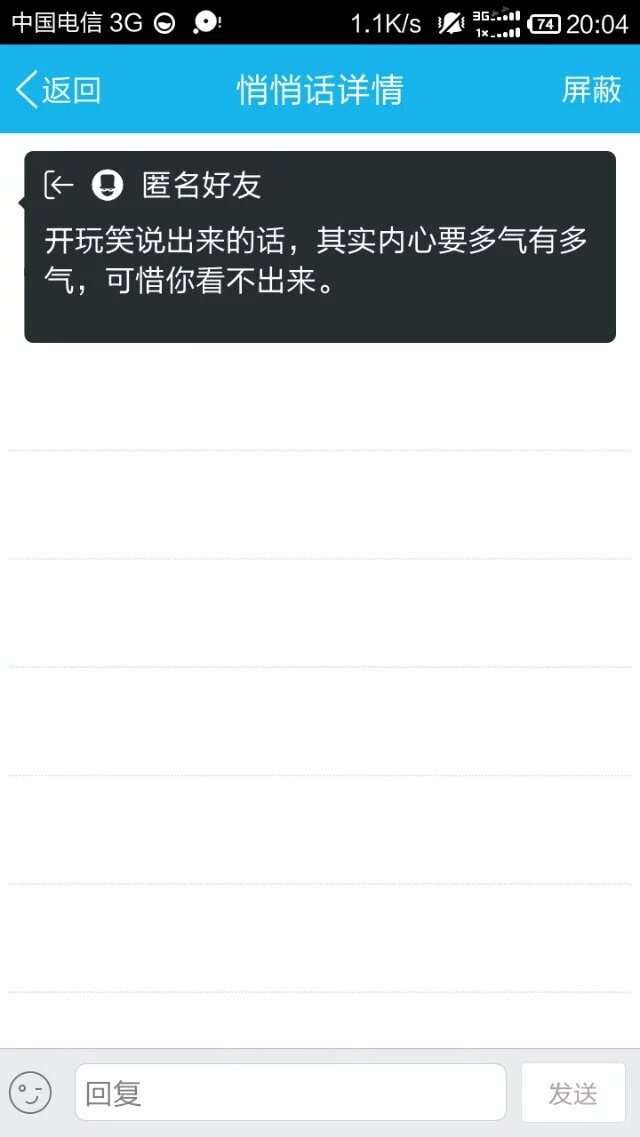 中国电信 3G 1.1K/s 3G 1x 74 20:04
返回 悄悄话详情 屏蔽
匿名好友
开玩笑说出来的话，其实内心要多气有多
气，可惜你看不出来。
回复 发送